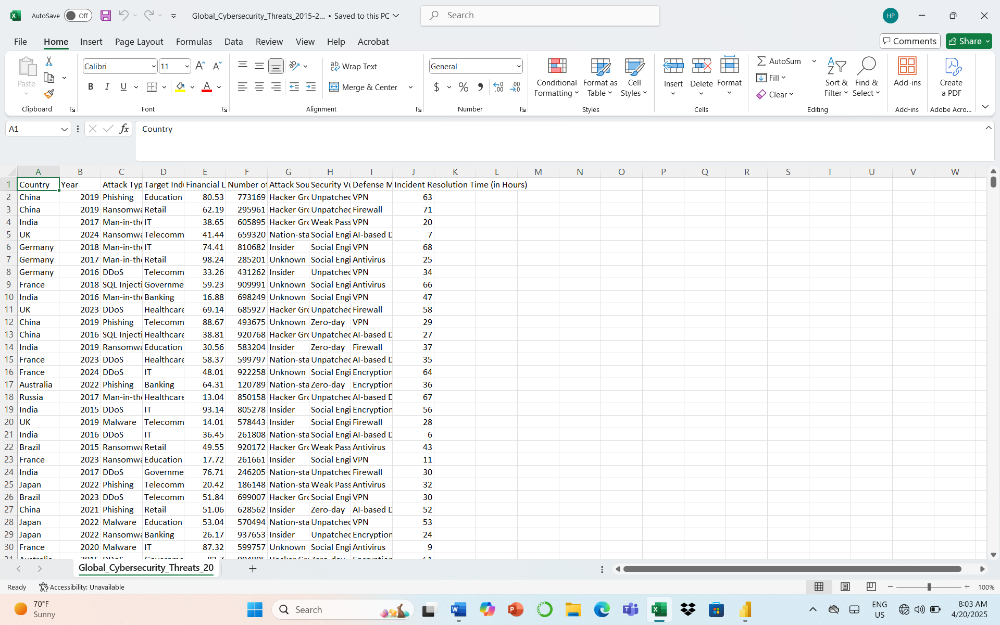 AutoSave Off Global_Cybersecurity_Threats_2015-2... • Saved to this PC Search HP
File Home Insert Page Layout Formulas Data Review View Help Acrobat Comments Share
Paste Calibri 11 Wrap Text General Conditional Formatting Format as Table Cell Styles Insert Delete Format AutoSum Fill Clear Sort & Filter Find & Select Add-ins Create a PDF
B I U A Merge & Center $ % 9
Clipboard Font Alignment Number Styles Cells Editing Add-ins Adobe Acro...
A1 fx Country
A B C D E F G H I J K L M N O P Q R S T U V W
1 Country Year Attack Typ Target Indu Financial L Number of Attack Sou Security Vu Defense M Incident Resolution Time (in Hours)
2 China 2019 Phishing Education 80.53 773169 Hacker Gro Unpatched VPN 63
3 China 2019 Ransomwa Retail 62.19 295961 Hacker Gro Unpatched Firewall 71
4 India 2017 Man-in-the IT 38.65 605895 Hacker Gro Weak Pass VPN 20
5 UK 2024 Ransomwa Telecomm 41.44 659320 Nation-sta Social Engi AI-based D 7
6 Germany 2018 Man-in-the IT 74.41 810682 Insider Social Engi VPN 68
7 Germany 2017 Man-in-the Retail 98.24 285201 Unknown Social Engi Antivirus 25
8 Germany 2016 DDoS Telecomm 33.26 431262 Insider Unpatched VPN 34
9 France 2018 SQL Injecti Governme 59.23 909991 Unknown Social Engi Antivirus 66
10 India 2016 Man-in-the Banking 16.88 698249 Unknown Social Engi VPN 47
11 UK 2023 DDoS Healthcare 69.14 685927 Hacker Gro Unpatched Firewall 58
12 China 2019 Phishing Telecomm 88.67 493675 Unknown Zero-day VPN 29
13 China 2016 SQL Injecti Healthcare 38.81 920768 Hacker Gro Unpatched AI-based D 27
14 India 2019 Ransomwa Education 30.56 583204 Insider Zero-day Firewall 37
15 France 2023 DDoS Healthcare 58.37 599797 Nation-sta Unpatched AI-based D 35
16 France 2024 DDoS IT 48.01 922258 Unknown Social Engi Encryption 64
17 Australia 2022 Phishing Banking 64.31 120789 Nation-sta Zero-day Encryption 36
18 Russia 2017 Man-in-the Healthcare 13.04 850158 Hacker Gro Unpatched AI-based D 67
19 India 2015 DDoS IT 93.14 805278 Insider Social Engi Encryption 56
20 UK 2019 Malware Telecomm 14.01 578443 Insider Social Engi Firewall 28
21 India 2016 DDoS IT 36.45 261808 Nation-sta Social Engi AI-based D 6
22 Brazil 2015 Ransomwa Retail 49.55 920172 Hacker Gro Weak Pass Antivirus 43
23 France 2023 Ransomwa Education 17.72 261661 Insider Social Engi VPN 11
24 India 2017 DDoS Governme 76.71 246205 Nation-sta Unpatched Firewall 30
25 Japan 2022 Phishing Telecomm 20.42 186148 Nation-sta Weak Pass Antivirus 32
26 Brazil 2023 DDoS Telecomm 51.84 699007 Hacker Gro Social Engi VPN 30
27 China 2021 Phishing Retail 51.06 628562 Insider Zero-day AI-based D 52
28 Japan 2022 Malware Education 53.04 570494 Nation-sta Unpatched VPN 53
29 Japan 2022 Ransomwa Banking 26.17 937653 Insider Unpatched Encryption 24
30 France 2020 Malware IT 87.32 599757 Unknown Social Engi Antivirus 9
Global_Cybersecurity_Threats_20
Ready Accessibility: Unavailable 100%
70°F Sunny Search ENG US 8:03 AM 4/20/2025